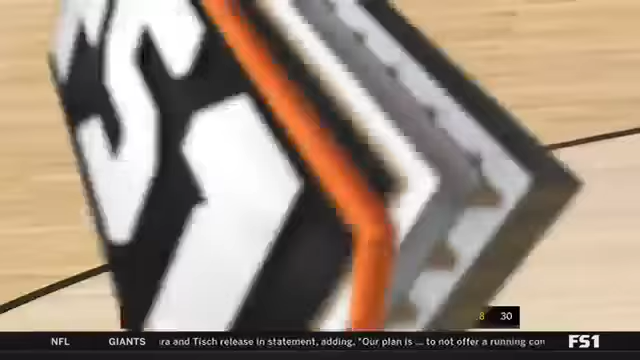 8 30
NFL GIANTS ıra and Tisch release in statement, adding, "Our plan is ... to not offer a running con FS1